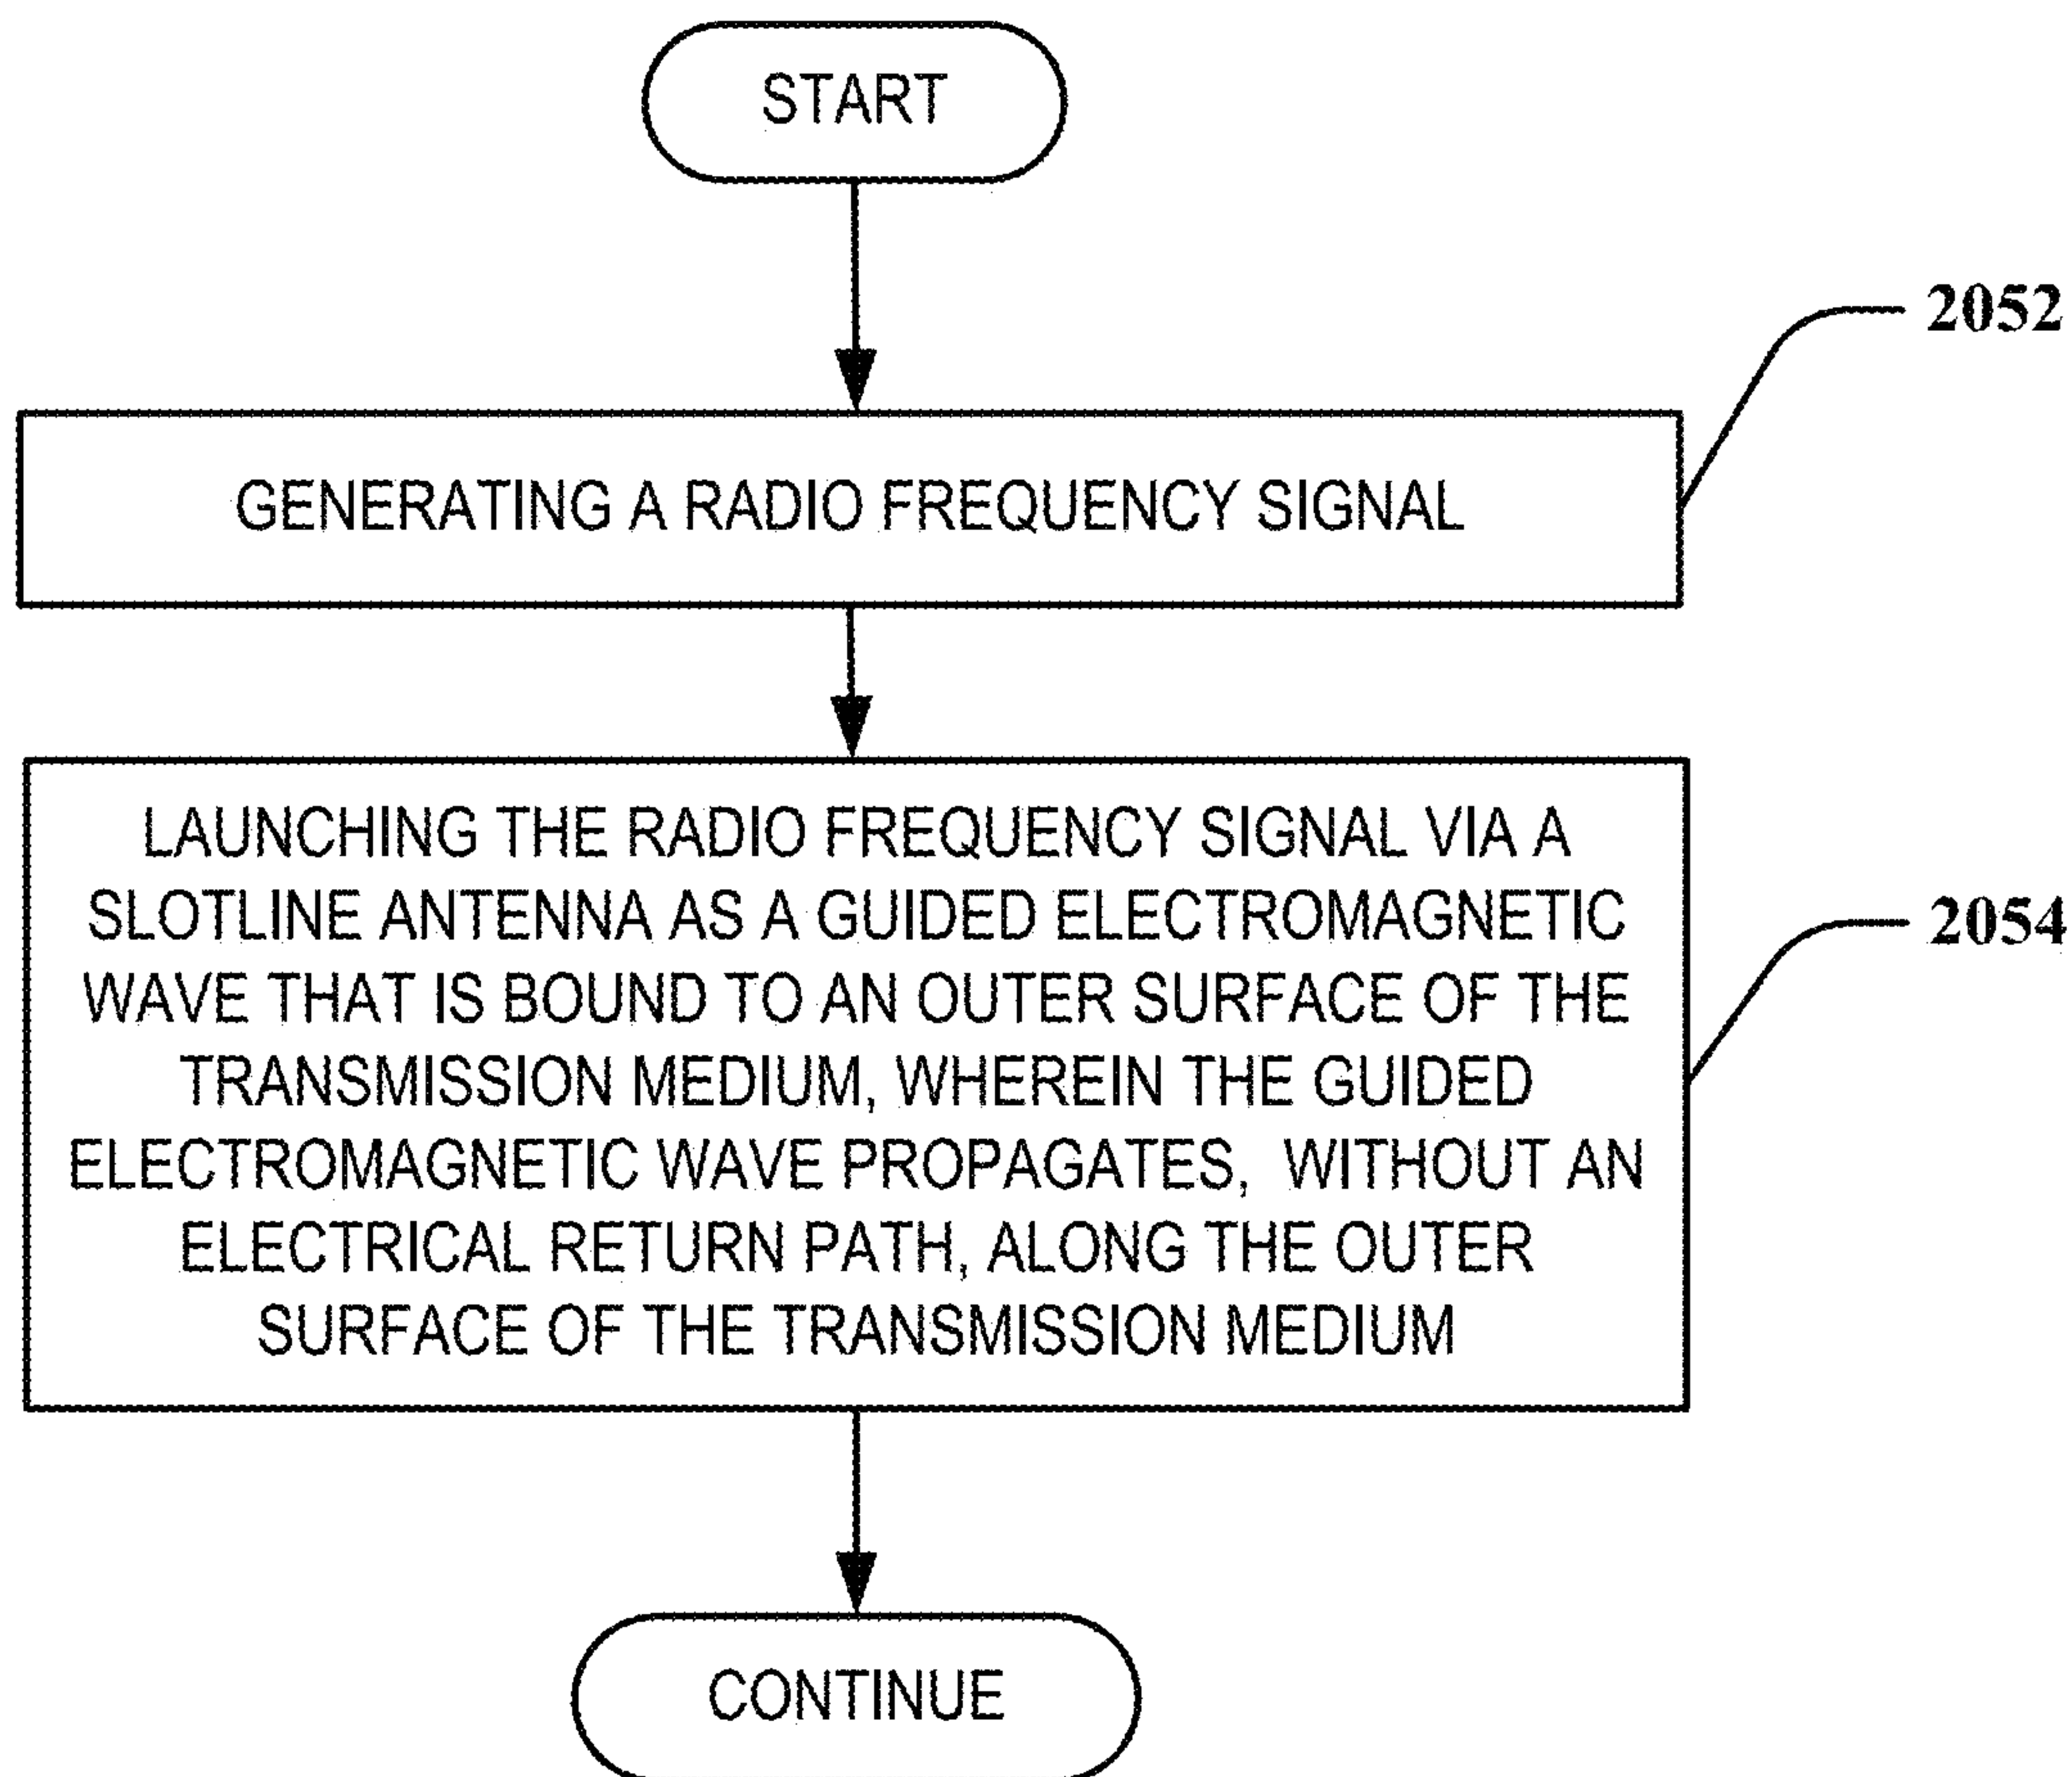 START
2052
GENERATING A RADIO FREQUENCY SIGNAL
LAUNCHING THE RADIO FREQUENCY SIGNAL VIA A
SLOTLINE ANTENNA AS A GUIDED ELECTROMAGNETIC
WAVE THAT IS BOUND TO AN OUTER SURFACE OF THE
TRANSMISSION MEDIUM, WHEREIN THE GUIDED
ELECTROMAGNETIC WAVE PROPAGATES, WITHOUT AN
ELECTRICAL RETURN PATH, ALONG THE OUTER
SURFACE OF THE TRANSMISSION MEDIUM
2054
CONTINUE